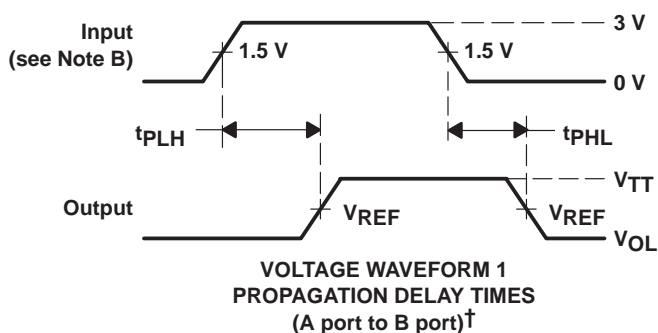 Input
(see Note B)
1.5 V
1.5 V
3 V
0 V
tPLH
tPHL
Output
VREF
VREF
VTT
VOL
VOLTAGE WAVEFORM 1
PROPAGATION DELAY TIMES
(A port to B port)†